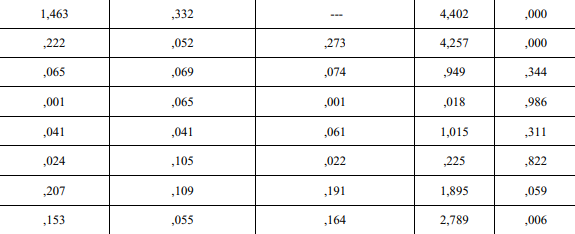 1,463 ,332 --- 4,402 ,000
,222 ,052 ,273 4,257 ,000
,065 ,069 ,074 ,949 ,344
,001 ,065 ,001 ,018 ,986
,041 ,041 ,061 1,015 ,311
,024 ,105 ,022 ,225 ,822
,207 ,109 ,191 1,895 ,059
,153 ,055 ,164 2,789 ,006